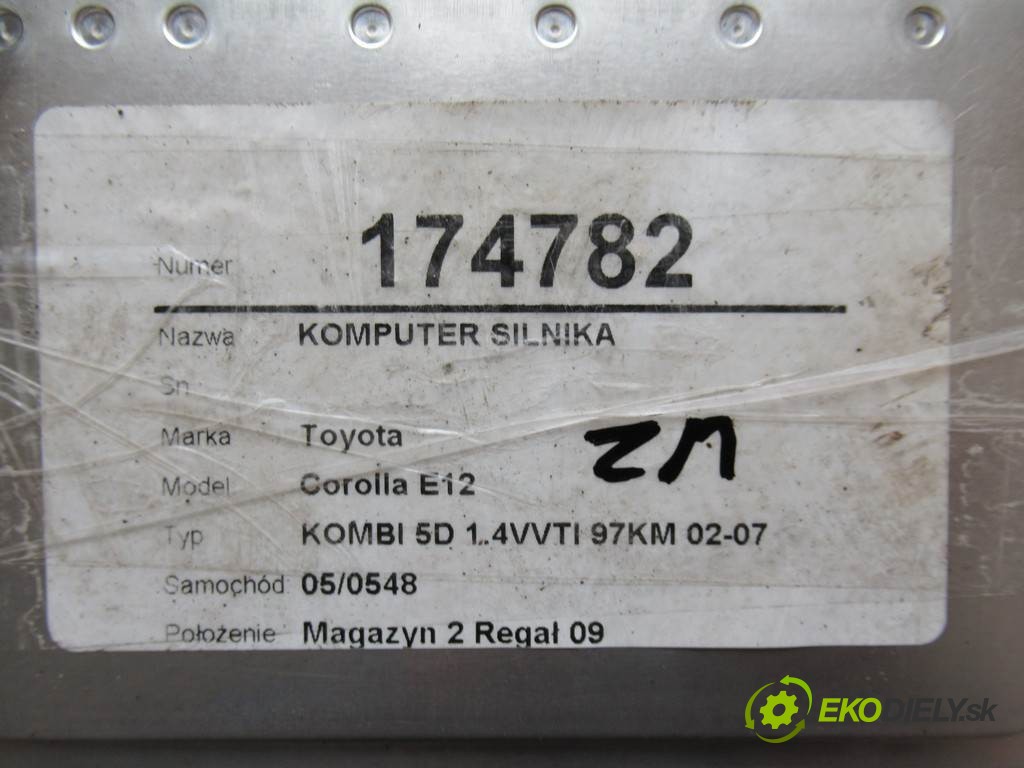 Numer 174782
Nazwa KOMPUTER SILNIKA
Sn
Marka Toyota
Model Corolla E12
Typ KOMBI 5D 1.4VVTI 97KM 02-07
Samochód 05/0548
Położenie Magazyn 2 Regał 09
EKODIELY.sk